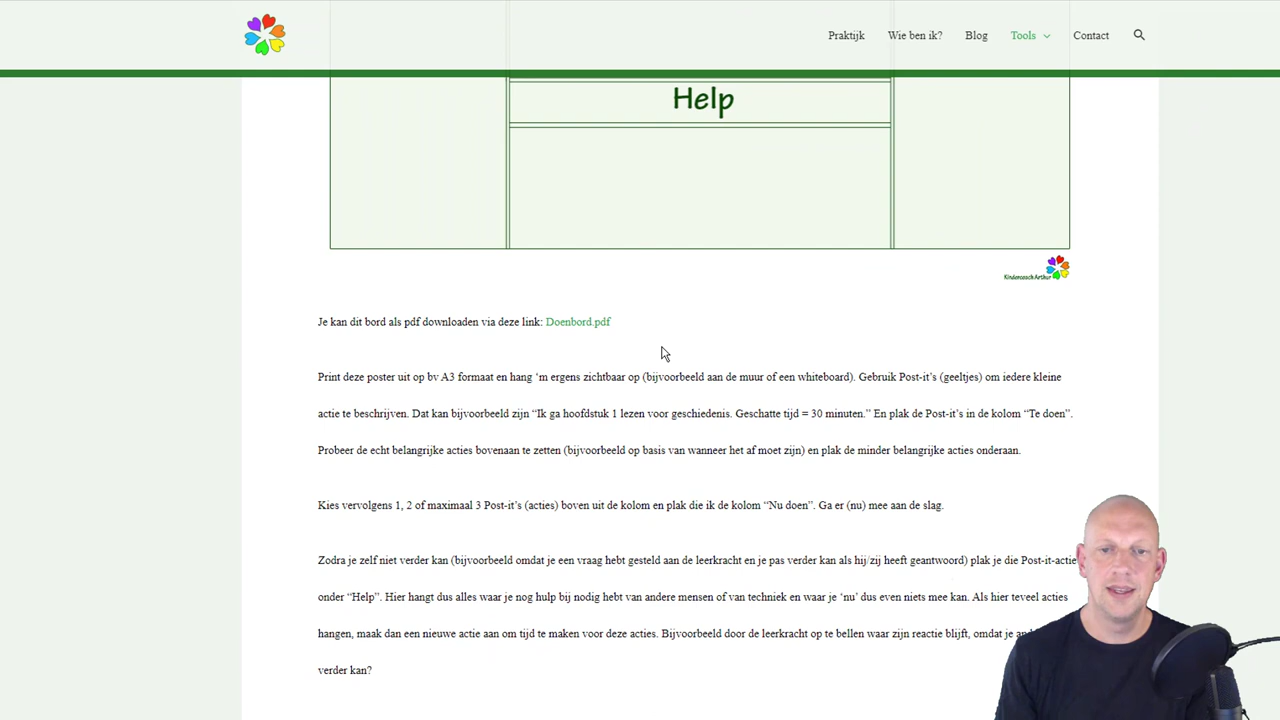 Praktijk Wie ben ik? Blog Tools Contact
Help
Kindercoach Arthur
Je kan dit bord als pdf downloaden via deze link: Doenbord.pdf
Print deze poster uit op bv A3 formaat en hang ‘m ergens zichtbaar op (bijvoorbeeld aan de muur of een whiteboard). Gebruik Post-it’s (geeltjes) om iedere kleine
actie te beschrijven. Dat kan bijvoorbeeld zijn “Ik ga hoofdstuk 1 lezen voor geschiedenis. Geschatte tijd = 30 minuten.” En plak de Post-it’s in de kolom “Te doen”.
Probeer de echt belangrijke acties bovenaan te zetten (bijvoorbeeld op basis van wanneer het af moet zijn) en plak de minder belangrijke acties onderaan.
Kies vervolgens 1, 2 of maximaal 3 Post-it’s (acties) boven uit de kolom en plak die ik de kolom “Nu doen”. Ga er (nu) mee aan de slag.
Zodra je zelf niet verder kan (bijvoorbeeld omdat je een vraag hebt gesteld aan de leerkracht en je pas verder kan als hij/zij heeft geantwoord) plak je die Post-it-actie
onder “Help”. Hier hangt dus alles waar je nog hulp bij nodig hebt van andere mensen of van techniek en waar je ‘nu’ dus even niets mee kan. Als hier teveel acties
hangen, maak dan een nieuwe actie aan om tijd te maken voor deze acties. Bijvoorbeeld door de leerkracht op te bellen waar zijn reactie blijft, omdat je
verder kan?